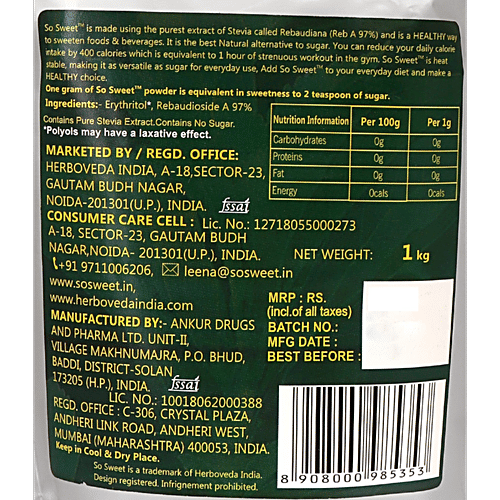 So Sweet™ is made using the purest extract of Stevia called Rebaudiana (Reb A 97%) and is a HEALTHY way
to sweeten foods & beverages. It is the best Natural alternative to sugar. You can reduce your daily calorie
intake by 400 calories which is equivalent to 1 hour of strenuous workout in the gym. So Sweet™ is heat
stable, making it as versatile as sugar for everyday use, Add So Sweet™ to your everyday diet and make a
HEALTHY choice.
One gram of So Sweet™ powder is equivalent in sweetness to 2 teaspoon of sugar.
Ingredients:- Erythritol*, Rebaudioside A 97%
Contains Pure Stevia Extract.Contains No Sugar.
*Polyols may have a laxative effect.
Nutrition Information Per 100g Per 1g
Carbohydrates 0g 0g
Proteins 0g 0g
Fat 0g 0g
Energy 0cals 0cals
MARKETED BY / REGD. OFFICE:
HERBOVEDA INDIA, A-18,SECTOR-23,
GAUTAM BUDH NAGAR,
NOIDA-201301(U.P.), INDIA. fssai
CONSUMER CARE CELL : Lic. No.: 12718055000273
A-18, SECTOR-23, GAUTAM BUDH
NAGAR,NOIDA- 201301(U.P.), INDIA.
+91 9711006206, leena@sosweet.in
www.sosweet.in,
www.herbovedaindia.com
NET WEIGHT: 1 kg
MANUFACTURED BY:- ANKUR DRUGS
AND PHARMA LTD. UNIT-II,
VILLAGE MAKHNUMAJRA, P.O. BHUD,
BADDI, DISTRICT-SOLAN
173205 (H.P.), INDIA. fssai
LIC. NO.: 10018062000388
REGD. OFFICE : C-306, CRYSTAL PLAZA,
ANDHERI LINK ROAD, ANDHERI WEST,
MUMBAI (MAHARASHTRA) 400053, INDIA.
Keep in Cool & Dry Place.
So Sweet is a trademark of Herboveda India.
Design registered. Infrignement prohibited.
MRP : RS.
(incl.of all taxes)
BATCH NO.:
MFG DATE :
BEST BEFORE :
8 908000 985353